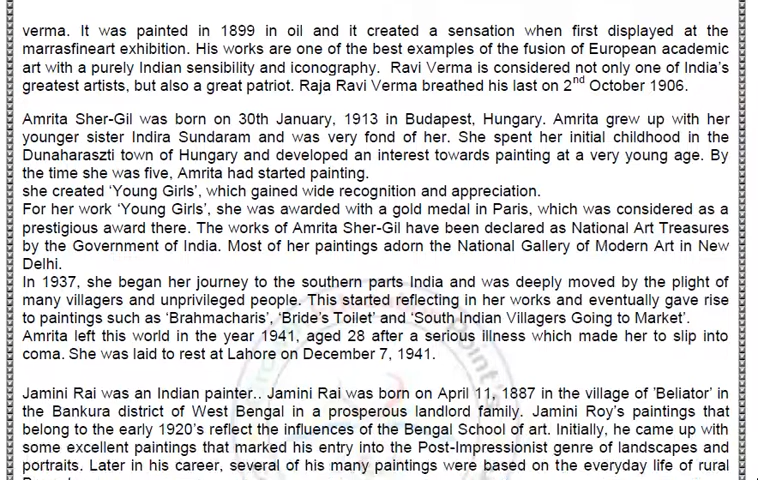 verma. It was painted in 1899 in oil and it created a sensation when first displayed at the
marrasfineart exhibition. His works are one of the best examples of the fusion of European academic
art with a purely Indian sensibility and iconography. Ravi Verma is considered not only one of India's
greatest artists, but also a great patriot. Raja Ravi Verma breathed his last on 2nd October 1906.
Amrita Sher-Gil was born on 30th January, 1913 in Budapest, Hungary. Amrita grew up with her
younger sister Indira Sundaram and was very fond of her. She spent her initial childhood in the
Dunaharaszti town of Hungary and developed an interest towards painting at a very young age. By
the time she was five, Amrita had started painting.
she created 'Young Girls', which gained wide recognition and appreciation.
For her work 'Young Girls', she was awarded with a gold medal in Paris, which was considered as a
prestigious award there. The works of Amrita Sher-Gil have been declared as National Art Treasures
by the Government of India. Most of her paintings adorn the National Gallery of Modern Art in New
Delhi.
In 1937, she began her journey to the southern parts India and was deeply moved by the plight of
many villagers and unprivileged people. This started reflecting in her works and eventually gave rise
to paintings such as 'Brahmacharis', 'Bride's Toilet' and 'South Indian Villagers Going to Market'.
Amrita left this world in the year 1941, aged 28 after a serious illness which made her to slip into
coma. She was laid to rest at Lahore on December 7, 1941.
Jamini Rai was an Indian painter.. Jamini Rai was born on April 11, 1887 in the village of 'Beliator' in
the Bankura district of West Bengal in a prosperous landlord family. Jamini Roy's paintings that
belong to the early 1920's reflect the influences of the Bengal School of art. Initially, he came up with
some excellent paintings that marked his entry into the Post-Impressionist genre of landscapes and
portraits. Later in his career, several of his many paintings were based on the everyday life of rural